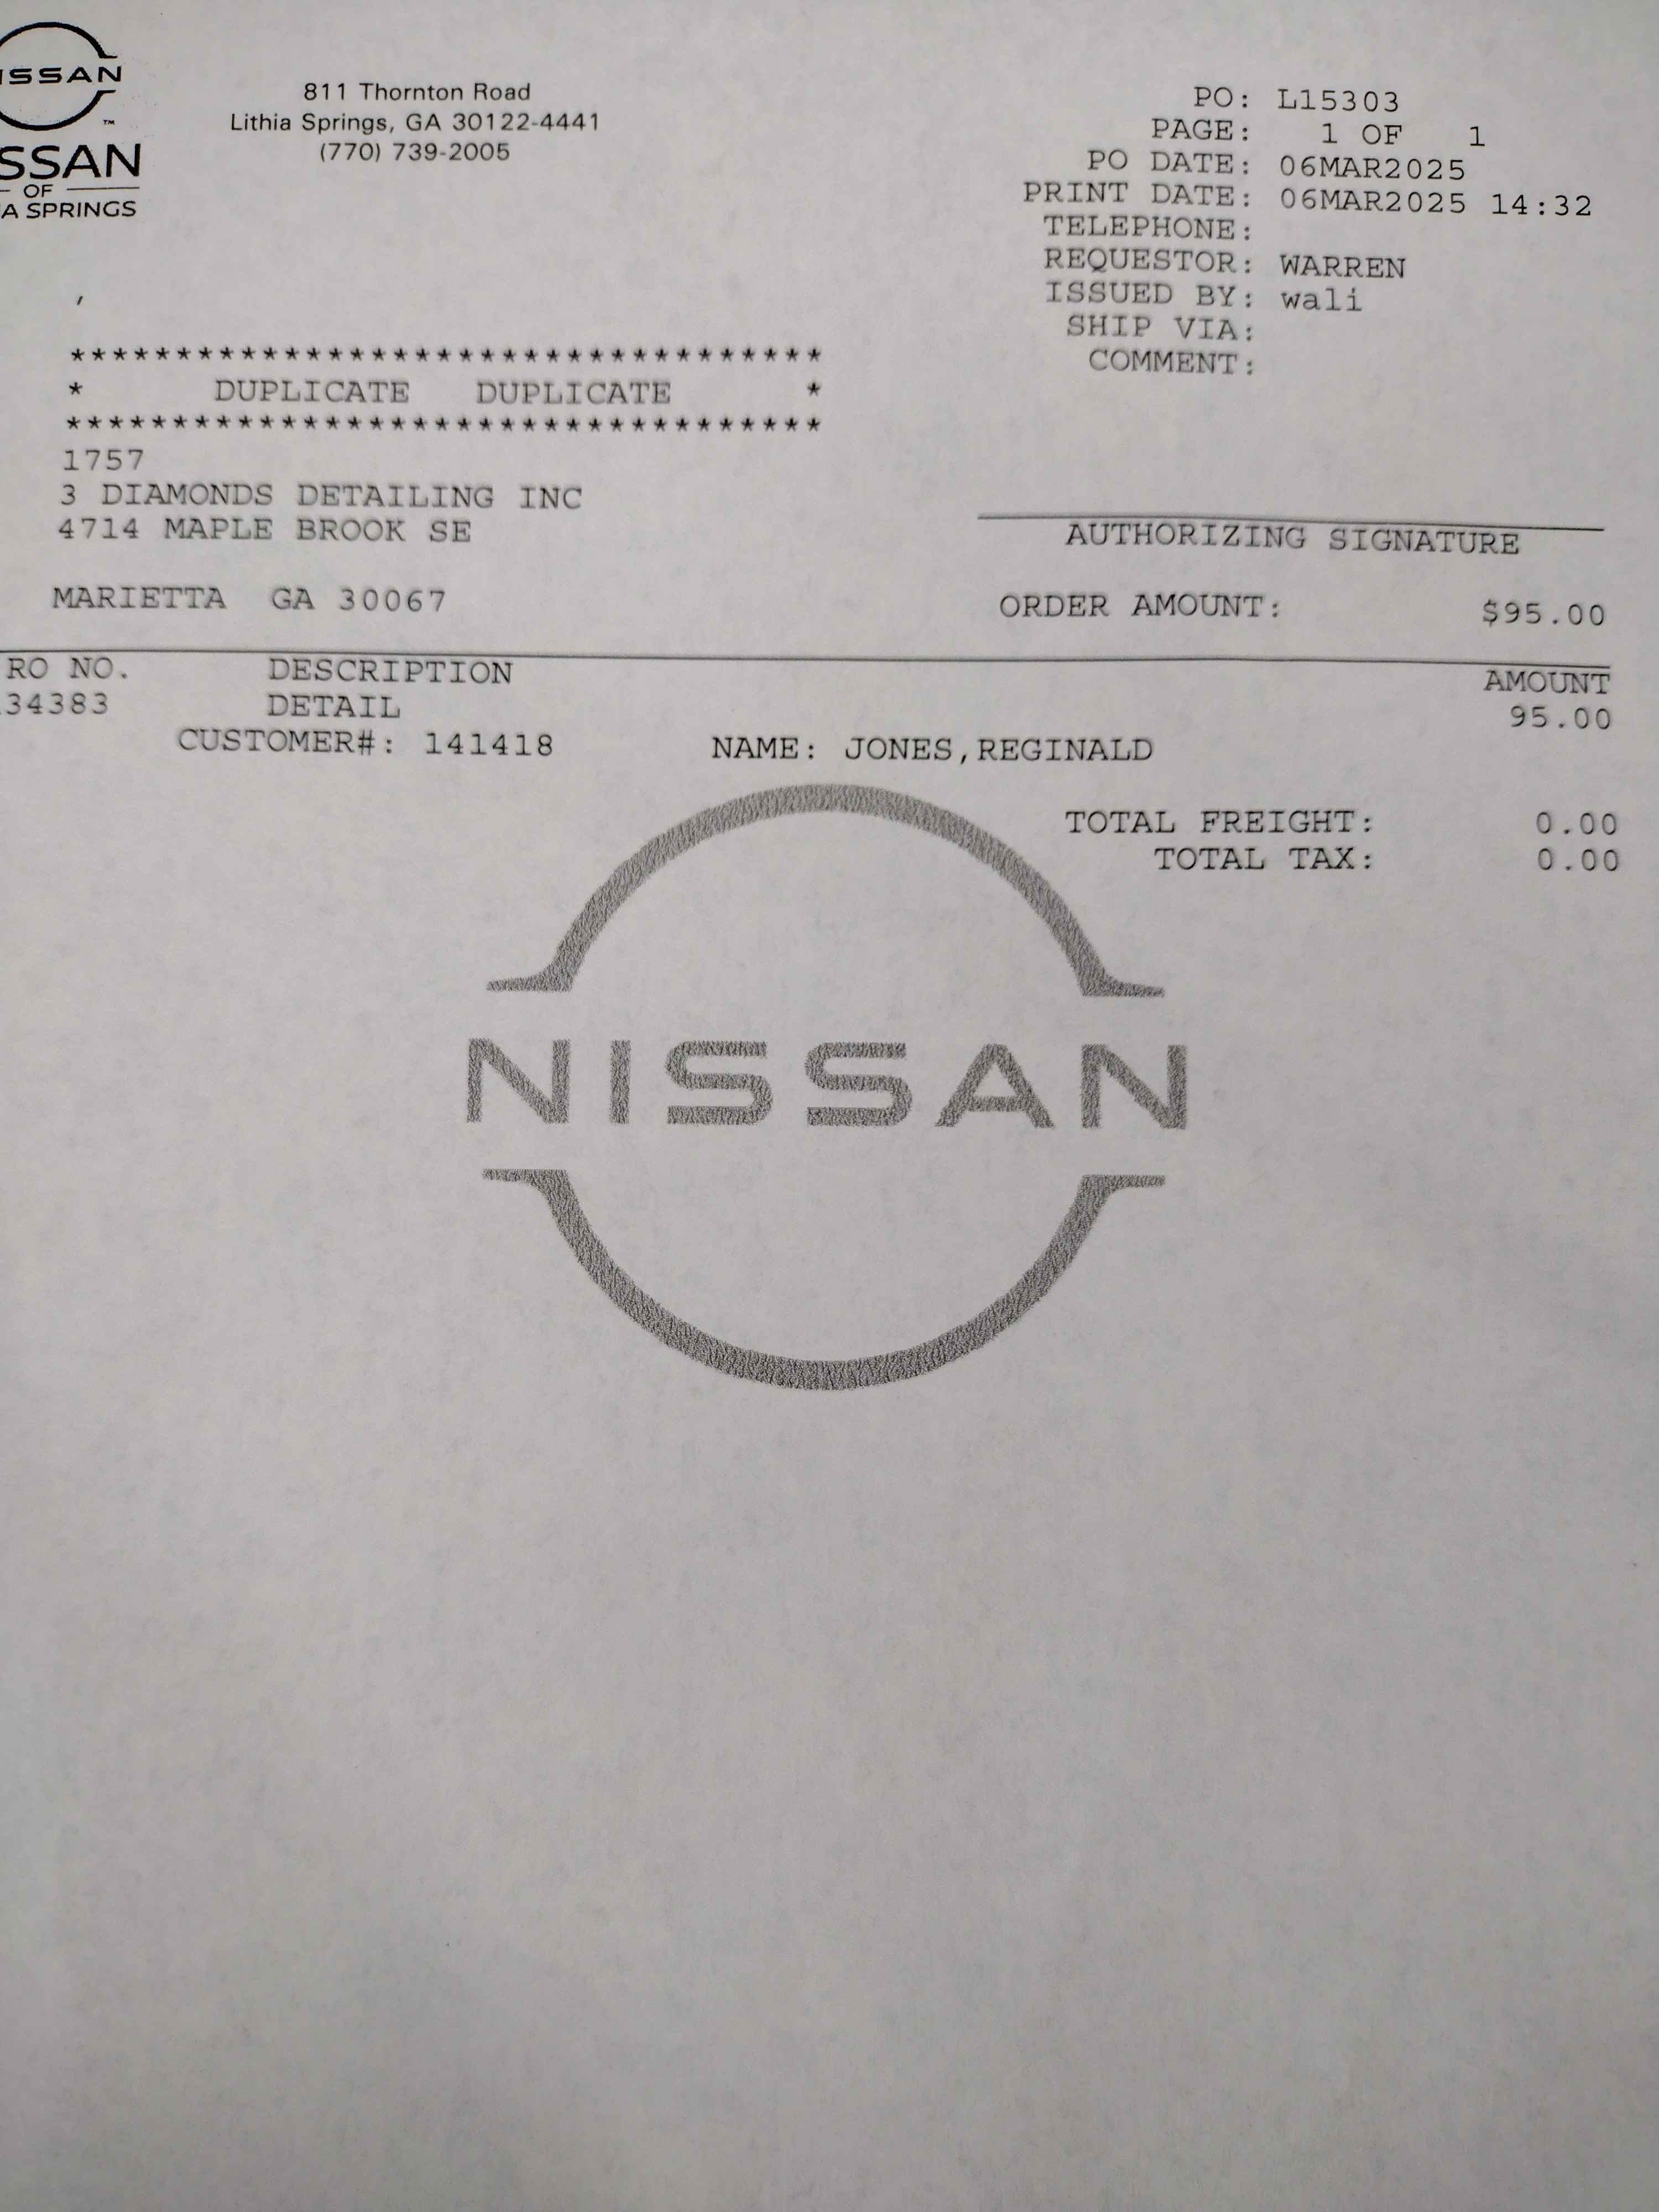 ISSAN
™
SSAN
OF
A SPRINGS
811 Thornton Road
Lithia Springs, GA 30122-4441
(770) 739-2005
PO: L15303
PAGE: 1 OF 1
PO DATE: 06MAR2025
PRINT DATE: 06MAR2025 14:32
TELEPHONE:
REQUESTOR: WARREN
ISSUED BY: wali
SHIP VIA:
COMMENT:
,
***********************************
* DUPLICATE DUPLICATE *
***********************************
1757
3 DIAMONDS DETAILING INC
4714 MAPLE BROOK SE
MARIETTA GA 30067
AUTHORIZING SIGNATURE
ORDER AMOUNT: $95.00
RO NO. DESCRIPTION AMOUNT
34383 DETAIL 95.00
CUSTOMER#: 141418 NAME: JONES,REGINALD
TOTAL FREIGHT: 0.00
TOTAL TAX: 0.00
NISSAN